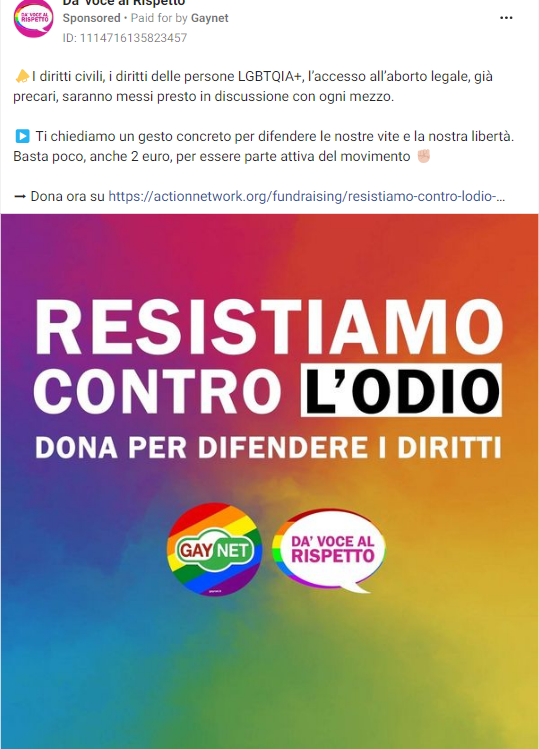 Da' Voce al Rispetto
Sponsored • Paid for by Gaynet
ID: 1114716135823457
I diritti civili, i diritti delle persone LGBTQIA+, l'accesso all'aborto legale, già
precari, saranno messi presto in discussione con ogni mezzo.
Ti chiediamo un gesto concreto per difendere le nostre vite e la nostra libertà.
Basta poco, anche 2 euro, per essere parte attiva del movimento
→ Dona ora su https://actionnetwork.org/fundraising/resistiamo-contro-lodio-...
RESISTIAMO
CONTRO L'ODIO
DONA PER DIFENDERE I DIRITTI
GAY NET
DA' VOCE AL
RISPETTO